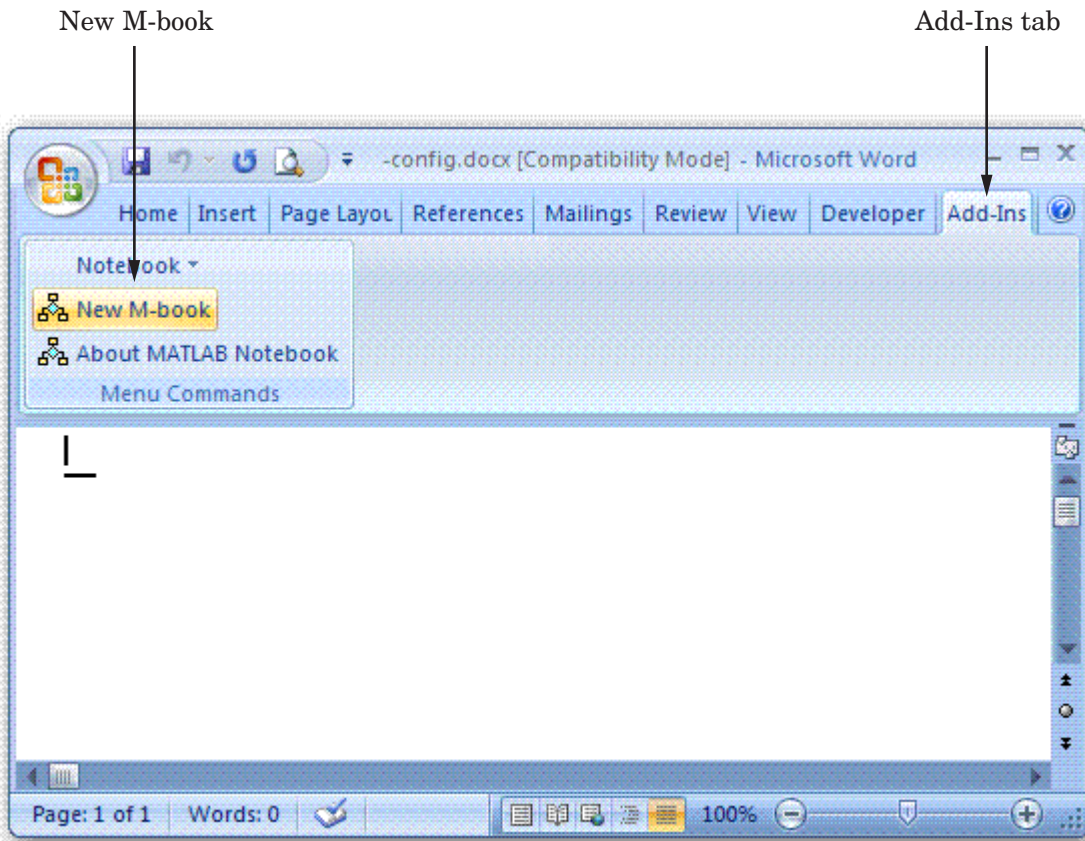 New M-book Add-Ins tab
-config.docx [Compatibility Mode] - Microsoft Word
Home Insert Page Layou References Mailings Review View Developer Add-Ins
Notebook
New M-book
About MATLAB Notebook
Menu Commands
Page: 1 of 1 Words: 0 100%